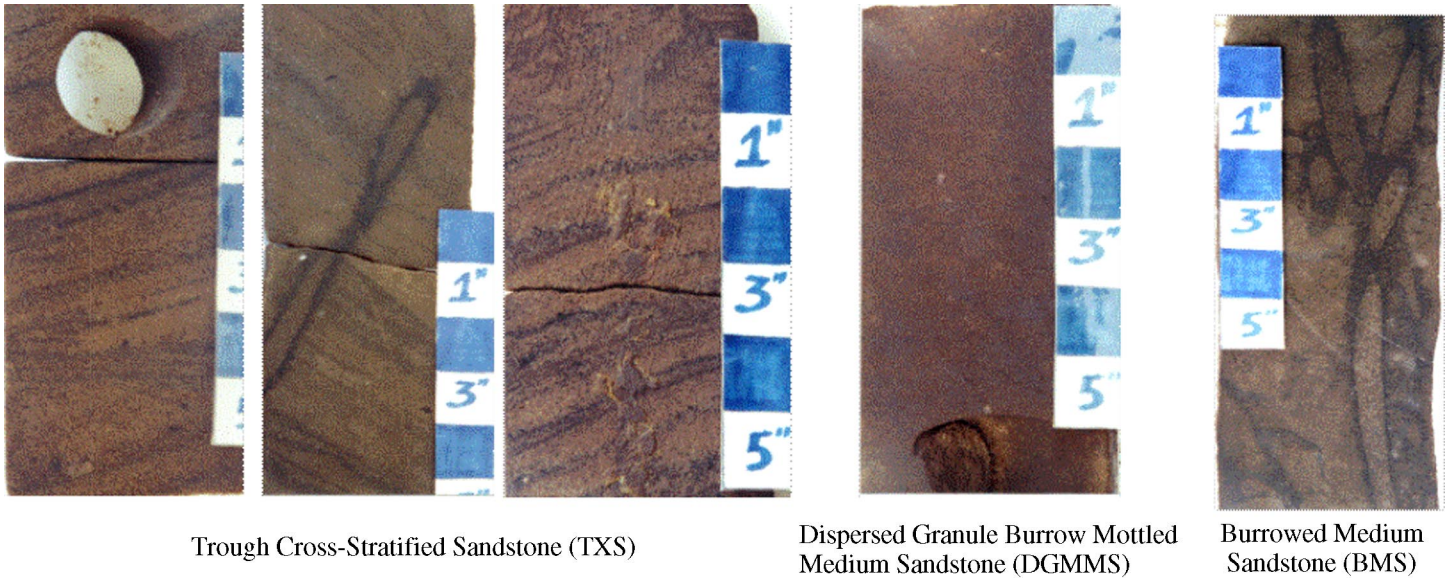 1"
3"
1"
3"
5"
1"
3"
5"
1"
3"
5"
Trough Cross-Stratified Sandstone (TXS)
Dispersed Granule Burrow Mottled
Medium Sandstone (DGMMS)
Burrowed Medium
Sandstone (BMS)